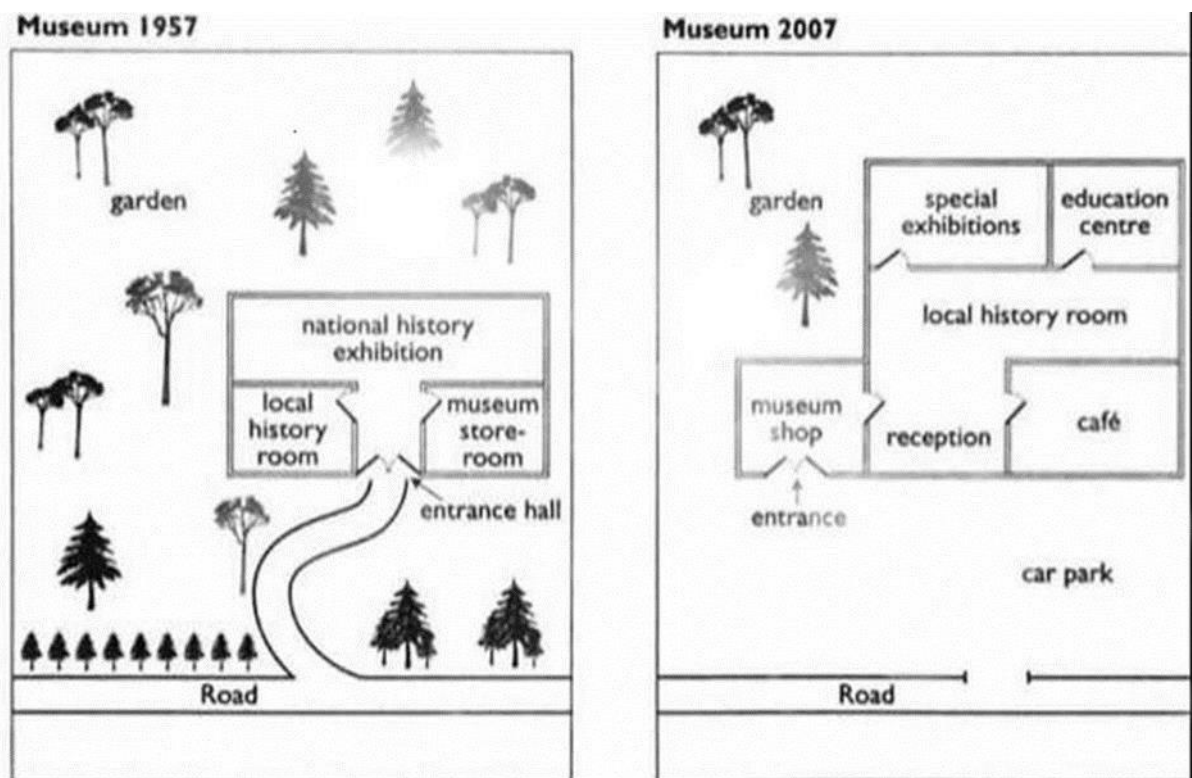 Museum 1957
garden
national history
exhibition
local
history
room
museum
store-
room
entrance hall
Road
Museum 2007
garden
special
exhibitions
education
centre
local history room
museum
shop
reception
café
entrance
car park
Road